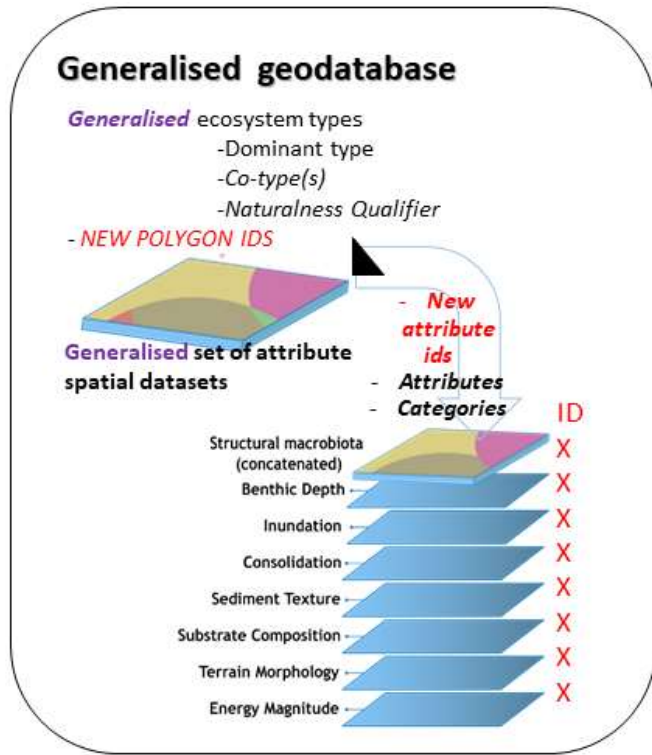 Generalised geodatabase
Generalised ecosystem types
-Dominant type
-Co-type(s)
-Naturalness Qualifier
- NEW POLYGON IDS
- New
attribute
ids
Generalised set of attribute
spatial datasets
- Attributes
- Categories
ID
Structural macrobiota
(concatenated)
X
Benthic Depth
X
Inundation
X
Consolidation
X
Sediment Texture
X
Substrate Composition
X
Terrain Morphology
X
Energy Magnitude
X